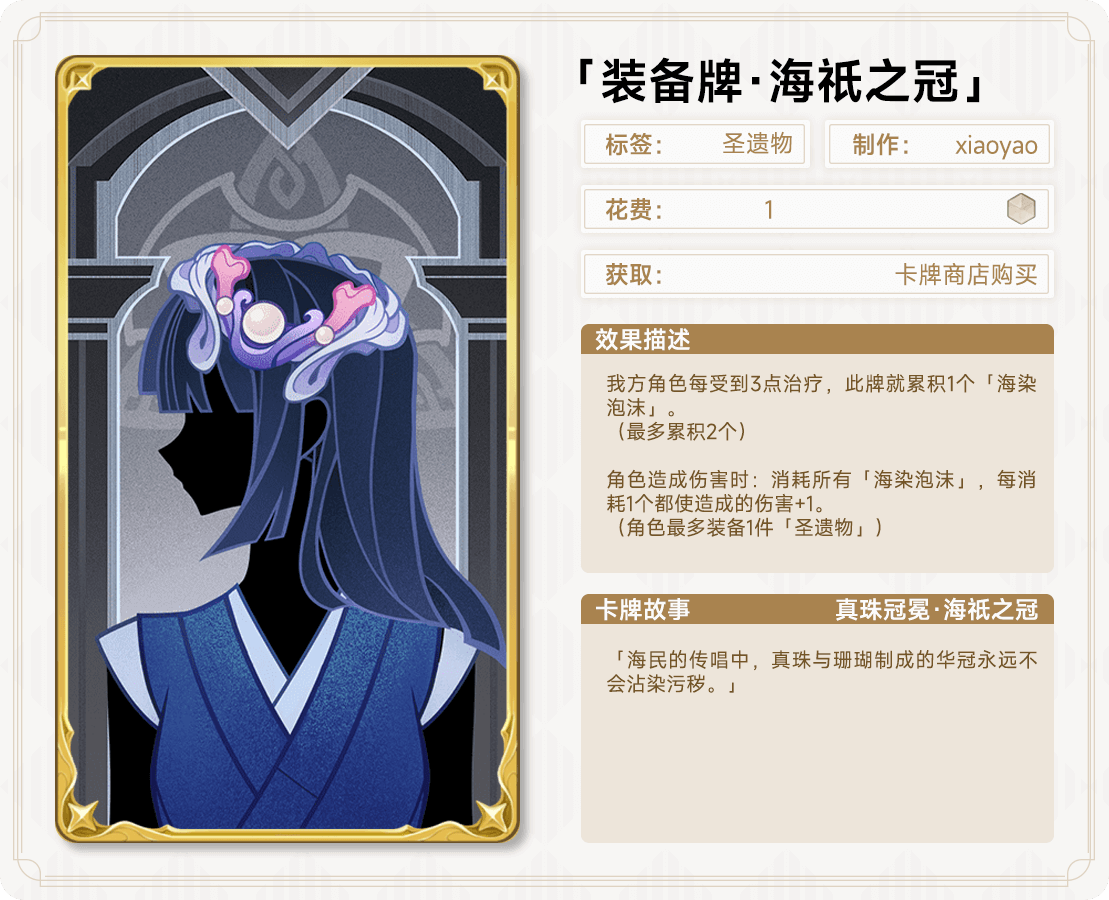 「装备牌·海祇之冠」
标签： 圣遗物 制作： xiaoyao
花费： 1
获取： 卡牌商店购买
效果描述
我方角色每受到3点治疗，此牌就累积1个「海染
泡沫」。
（最多累积2个）
角色造成伤害时：消耗所有「海染泡沫」，每消
耗1个都使造成的伤害+1。
（角色最多装备1件「圣遗物」）
卡牌故事 真珠冠冕·海祇之冠
「海民的传唱中，真珠与珊瑚制成的华冠永远不
会沾染污秽。」